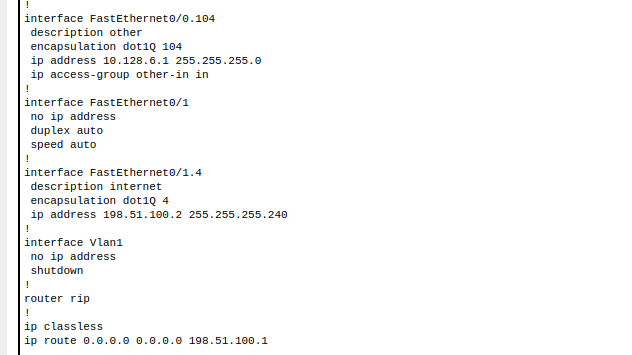 !
interface FastEthernet0/0.104
 description other
 encapsulation dot1Q 104
 ip address 10.128.6.1 255.255.255.0
 ip access-group other-in in
!
interface FastEthernet0/1
 no ip address
 duplex auto
 speed auto
!
interface FastEthernet0/1.4
 description internet
 encapsulation dot1Q 4
 ip address 198.51.100.2 255.255.255.240
!
interface Vlan1
 no ip address
 shutdown
!
router rip
!
ip classless
ip route 0.0.0.0 0.0.0.0 198.51.100.1